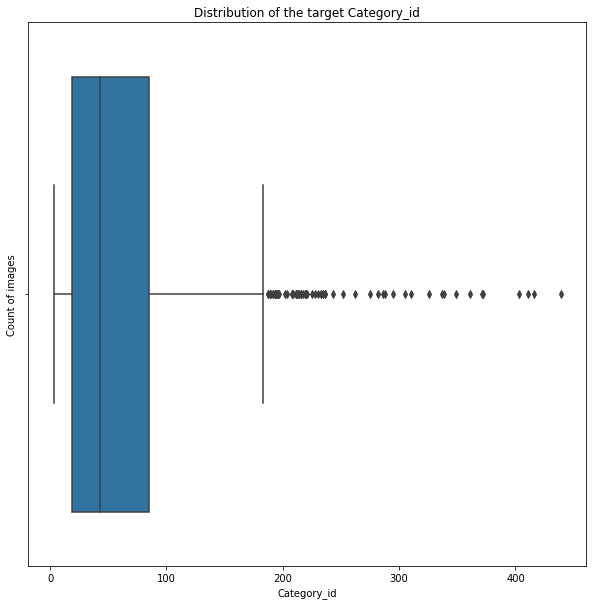 Distribution of the target Category_id
Count of images
0 100 200 300 400
Category_id